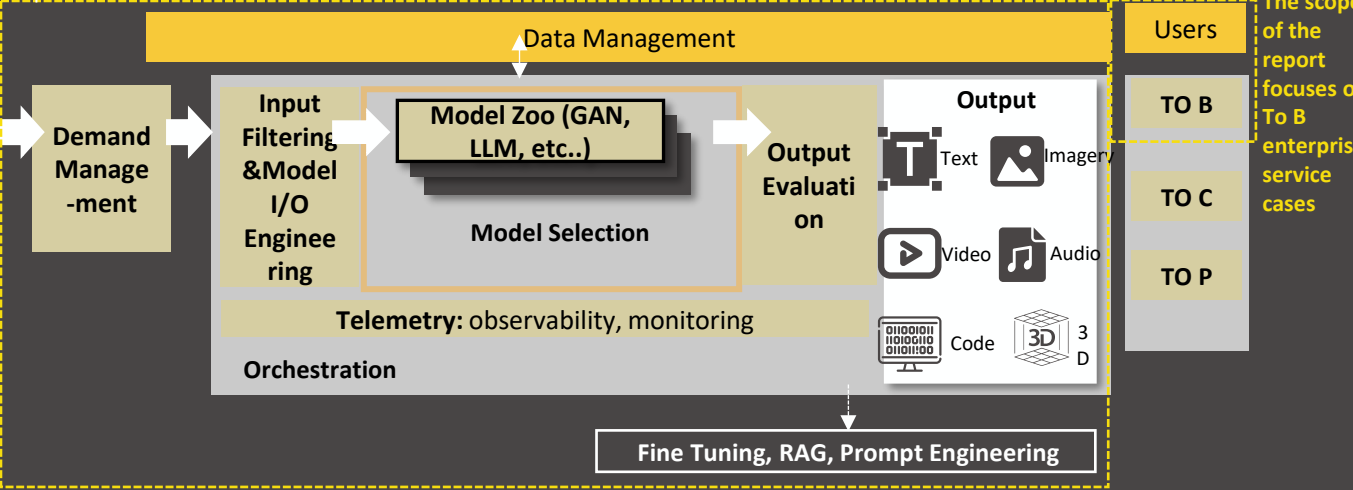 Data Management
Users
The scope
of the
report
focuses o
To B
enterpris
service
cases
Demand
Manage
-ment
Input
Filtering
&Model
I/O
Enginee
ring
Model Zoo (GAN,
LLM, etc..)
Model Selection
Output
Evaluati
on
Output
T
Text
Imagery
Video
Audio
Code
3D
3
D
TO B
TO C
TO P
Telemetry: observability, monitoring
Orchestration
Fine Tuning, RAG, Prompt Engineering